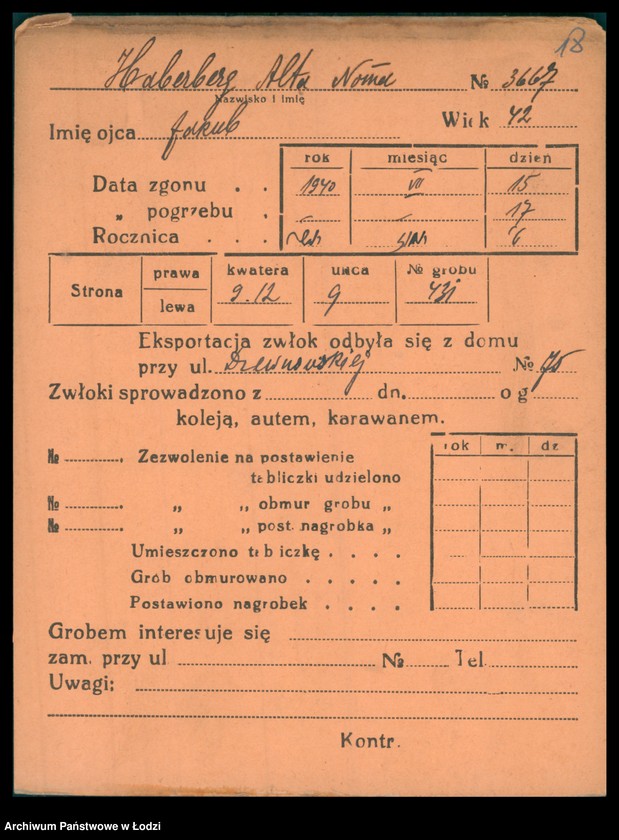 18
Haberberg Alta Noma № 3667
Nazwisko i imię
Imię ojca Jakub Wiek 42
rok miesiąc dzień
Data zgonu . . 1940 VII 15
„ pogrzebu . 17
Rocznica . . .
Strona prawa kwatera ulica № grobu
lewa 9.12 9 431
Eksportacja zwłok odbyła się z domu
przy ul. Drewnowskiej № 75
Zwłoki sprowadzono z dn. o g
koleją, autem, karawanem.
rok m. dz
№ Zezwolenie na postawienie
tabliczki udzielono
№ „ „ obmur grobu „
№ „ „ post. nagrobka „
Umieszczono tabliczkę . . . .
Grób obmurowano . . . . .
Postawiono nagrobek . . . .
Grobem interesuje się
zam. przy ul № Tel.
Uwagi:
Kontr.
Archiwum Państwowe w Łodzi